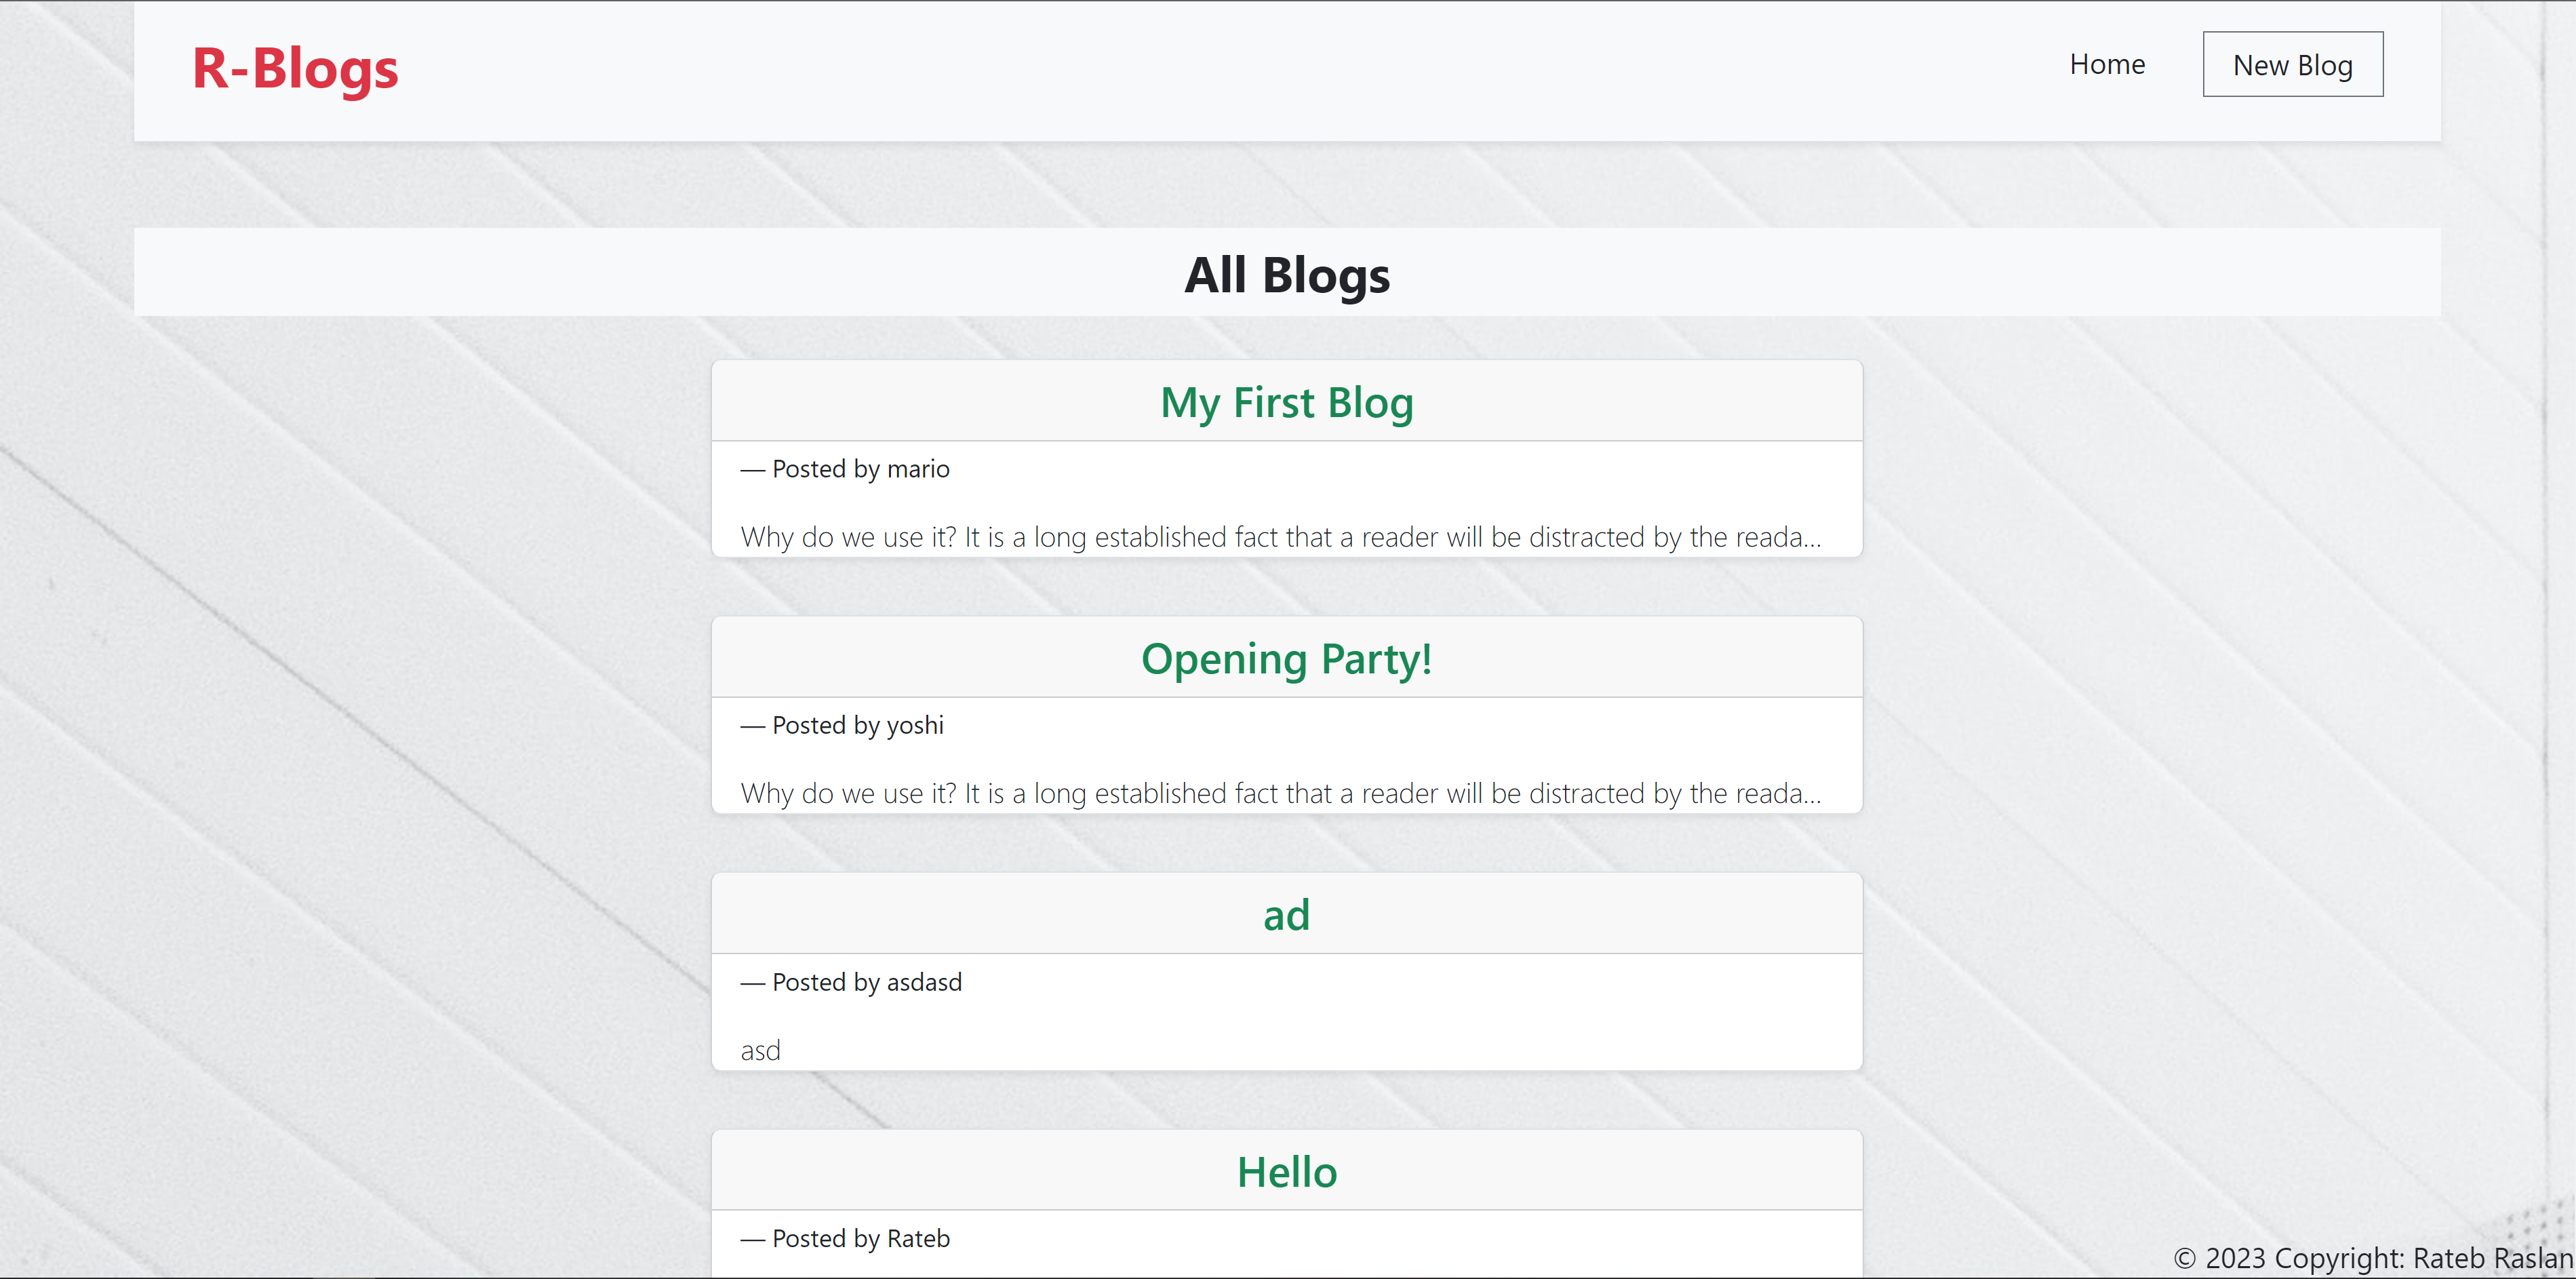 R-Blogs
Home
New Blog
All Blogs
My First Blog
— Posted by mario
Why do we use it? It is a long established fact that a reader will be distracted by the reada...
Opening Party!
— Posted by yoshi
Why do we use it? It is a long established fact that a reader will be distracted by the reada...
ad
— Posted by asdasd
asd
Hello
— Posted by Rateb
© 2023 Copyright: Rateb Raslan